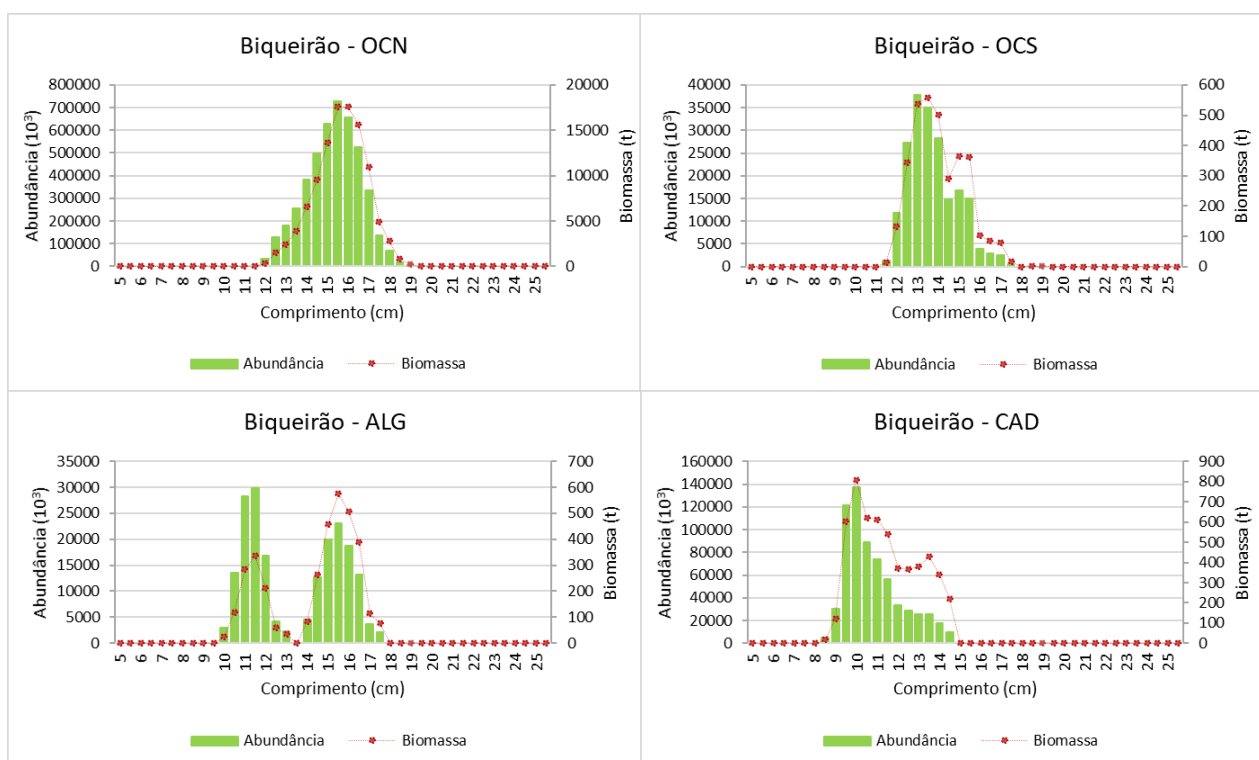 Biqueirão - OCN
Abundância (10³)
800000
700000
600000
500000
400000
300000
200000
100000
0
20000
15000
10000
5000
0
Biomassa (t)
5 6 7 8 9 10 11 12 13 14 15 16 17 18 19 20 21 22 23 24 25
Comprimento (cm)
Abundância Biomassa
Biqueirão - OCS
Abundância (10³)
40000
35000
30000
25000
20000
15000
10000
5000
0
600
500
400
300
200
100
0
Biomassa (t)
5 6 7 8 9 10 11 12 13 14 15 16 17 18 19 20 21 22 23 24 25
Comprimento (cm)
Abundância Biomassa
Biqueirão - ALG
Abundância (10³)
35000
30000
25000
20000
15000
10000
5000
0
700
600
500
400
300
200
100
0
Biomassa (t)
5 6 7 8 9 10 11 12 13 14 15 16 17 18 19 20 21 22 23 24 25
Comprimento (cm)
Abundância Biomassa
Biqueirão - CAD
Abundância (10³)
160000
140000
120000
100000
80000
60000
40000
20000
0
900
800
700
600
500
400
300
200
100
0
Biomassa (t)
5 6 7 8 9 10 11 12 13 14 15 16 17 18 19 20 21 22 23 24 25
Comprimento (cm)
Abundância Biomassa